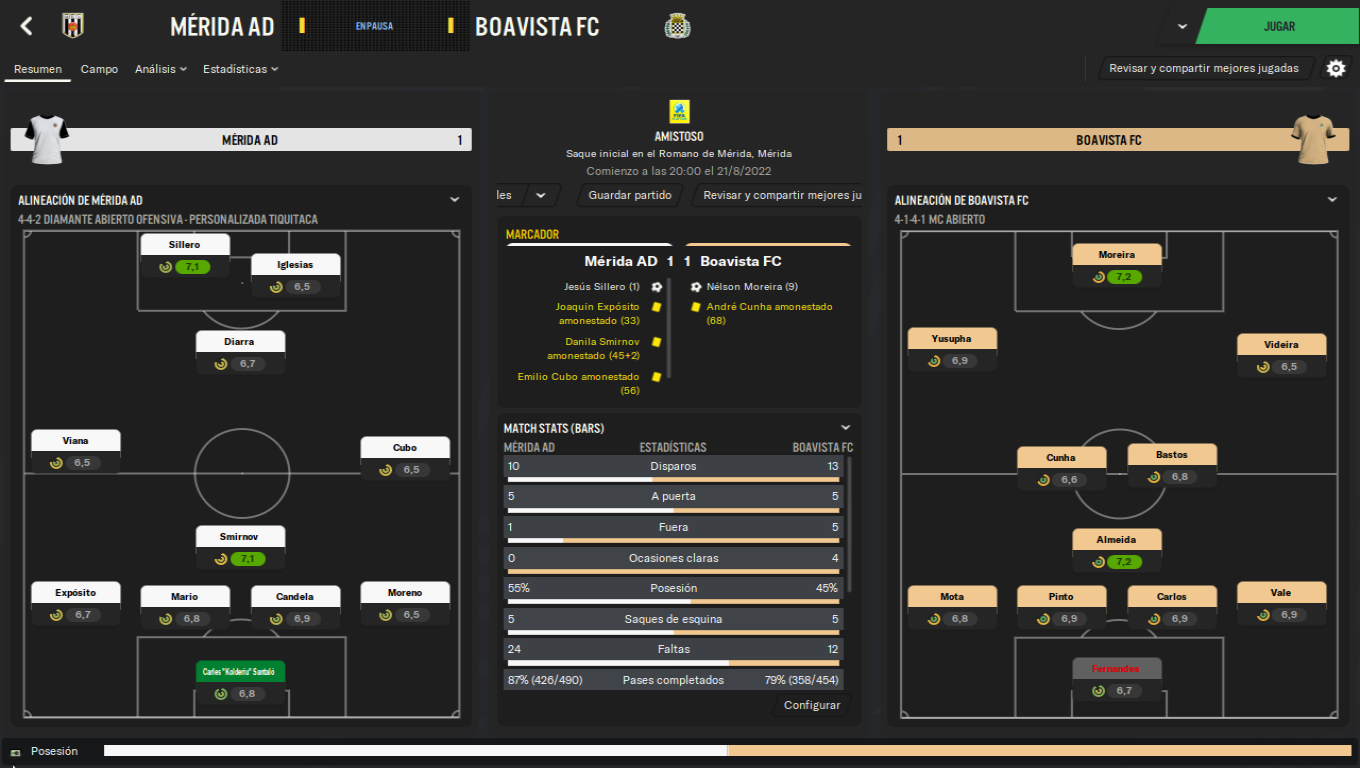 MÉRIDA AD
EN PAUSA
BOAVISTA FC
JUGAR
Resumen
Campo
Análisis
Estadísticas
Revisar y compartir mejores jugadas
MÉRIDA AD 1
ALINEACIÓN DE MÉRIDA AD
4-4-2 DIAMANTE ABIERTO OFENSIVA - PERSONALIZADA TIQUITACA
Sillero
7,1
Iglesias
6,5
Diarra
6,7
Viana
6,5
Cubo
6,5
Smirnov
7,1
Expósito
6,7
Mario
6,8
Candela
6,9
Moreno
6,5
Carles "Kolderiu" Santaló
6,8
FIFA
AMISTOSO
Saque inicial en el Romano de Mérida, Mérida
Comienzo a las 20:00 el 21/8/2022
les
Guardar partido
Revisar y compartir mejores ju
MARCADOR
Mérida AD 1 1 Boavista FC
Jesús Sillero (1)
Joaquín Expósito
amonestado (33)
Danila Smirnov
amonestado (45+2)
Emilio Cubo amonestado
(56)
Nélson Moreira (9)
André Cunha amonestado
(68)
MATCH STATS (BARS)
MÉRIDA AD ESTADÍSTICAS BOAVISTA FC
10 Disparos 13
5 A puerta 5
1 Fuera 5
0 Ocasiones claras 4
55% Posesión 45%
5 Saques de esquina 5
24 Faltas 12
87% (426/490) Pases completados 79% (358/454)
Configurar
1 BOAVISTA FC
ALINEACIÓN DE BOAVISTA FC
4-1-4-1 MC ABIERTO
Moreira
7,2
Yusupha
6,9
Videira
6,5
Cunha
6,6
Bastos
6,8
Almeida
7,2
Mota
6,8
Pinto
6,9
Carlos
6,9
Vale
6,9
Fernandes
6,7
Posesión